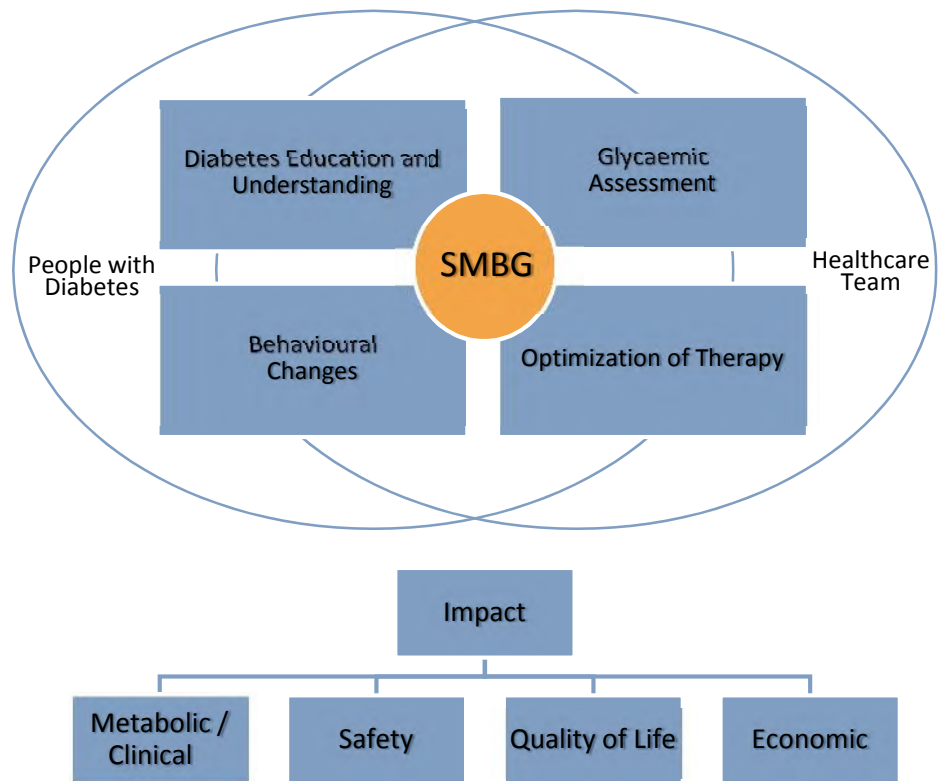 Diabetes Education and
Understanding
Glycaemic
Assessment
SMBG
People with
Diabetes
Healthcare
Team
Behavioural
Changes
Optimization of Therapy
Impact
Metabolic /
Clinical
Safety
Quality of Life
Economic